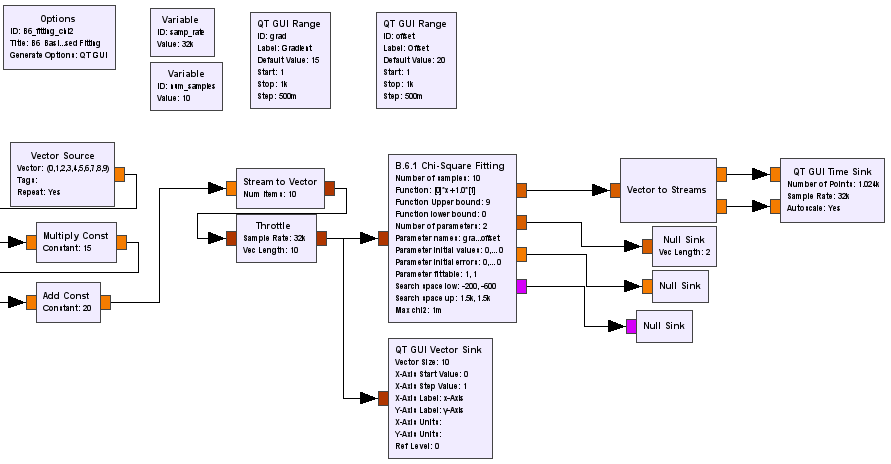 Options
ID: B6_fitting_chi2
Title: B6 Basi...sed Fitting
Generate Options: QT GUI
Variable
ID: samp_rate
Value: 32k
Variable
ID: num_samples
Value: 10
QT GUI Range
ID: grad
Label: Gradient
Default Value: 15
Start: 1
Stop: 1k
Step: 500m
QT GUI Range
ID: offset
Label: Offset
Default Value: 20
Start: 1
Stop: 1k
Step: 500m
Vector Source
Vector: (0,1,2,3,4,5,6,7,8,9)
Tags:
Repeat: Yes
Multiply Const
Constant: 15
Add Const
Constant: 20
Stream to Vector
Num Items: 10
Throttle
Sample Rate: 32k
Vec Length: 10
B.6.1 Chi-Square Fitting
Number of samples: 10
Function: [0]*x+1.0*[1]
Function Upper bound: 9
Function lower bound: 0
Number of parameters: 2
Parameter names: gra...offset
Parameter initial values: 0,...0
Parameter initial errors: 0,...0
Parameter fittable: 1, 1
Search space low: -200, -600
Search space up: 1.5k, 1.5k
Max chi2: 1m
QT GUI Vector Sink
Vector Size: 10
X-Axis Start Value: 0
X-Axis Step Value: 1
X-Axis Label: x-Axis
Y-Axis Label: y-Axis
X-Axis Units:
Y-Axis Units:
Ref Level: 0
Vector to Streams
QT GUI Time Sink
Number of Points: 1.024k
Sample Rate: 32k
Autoscale: Yes
Null Sink
Vec Length: 2
Null Sink
Null Sink